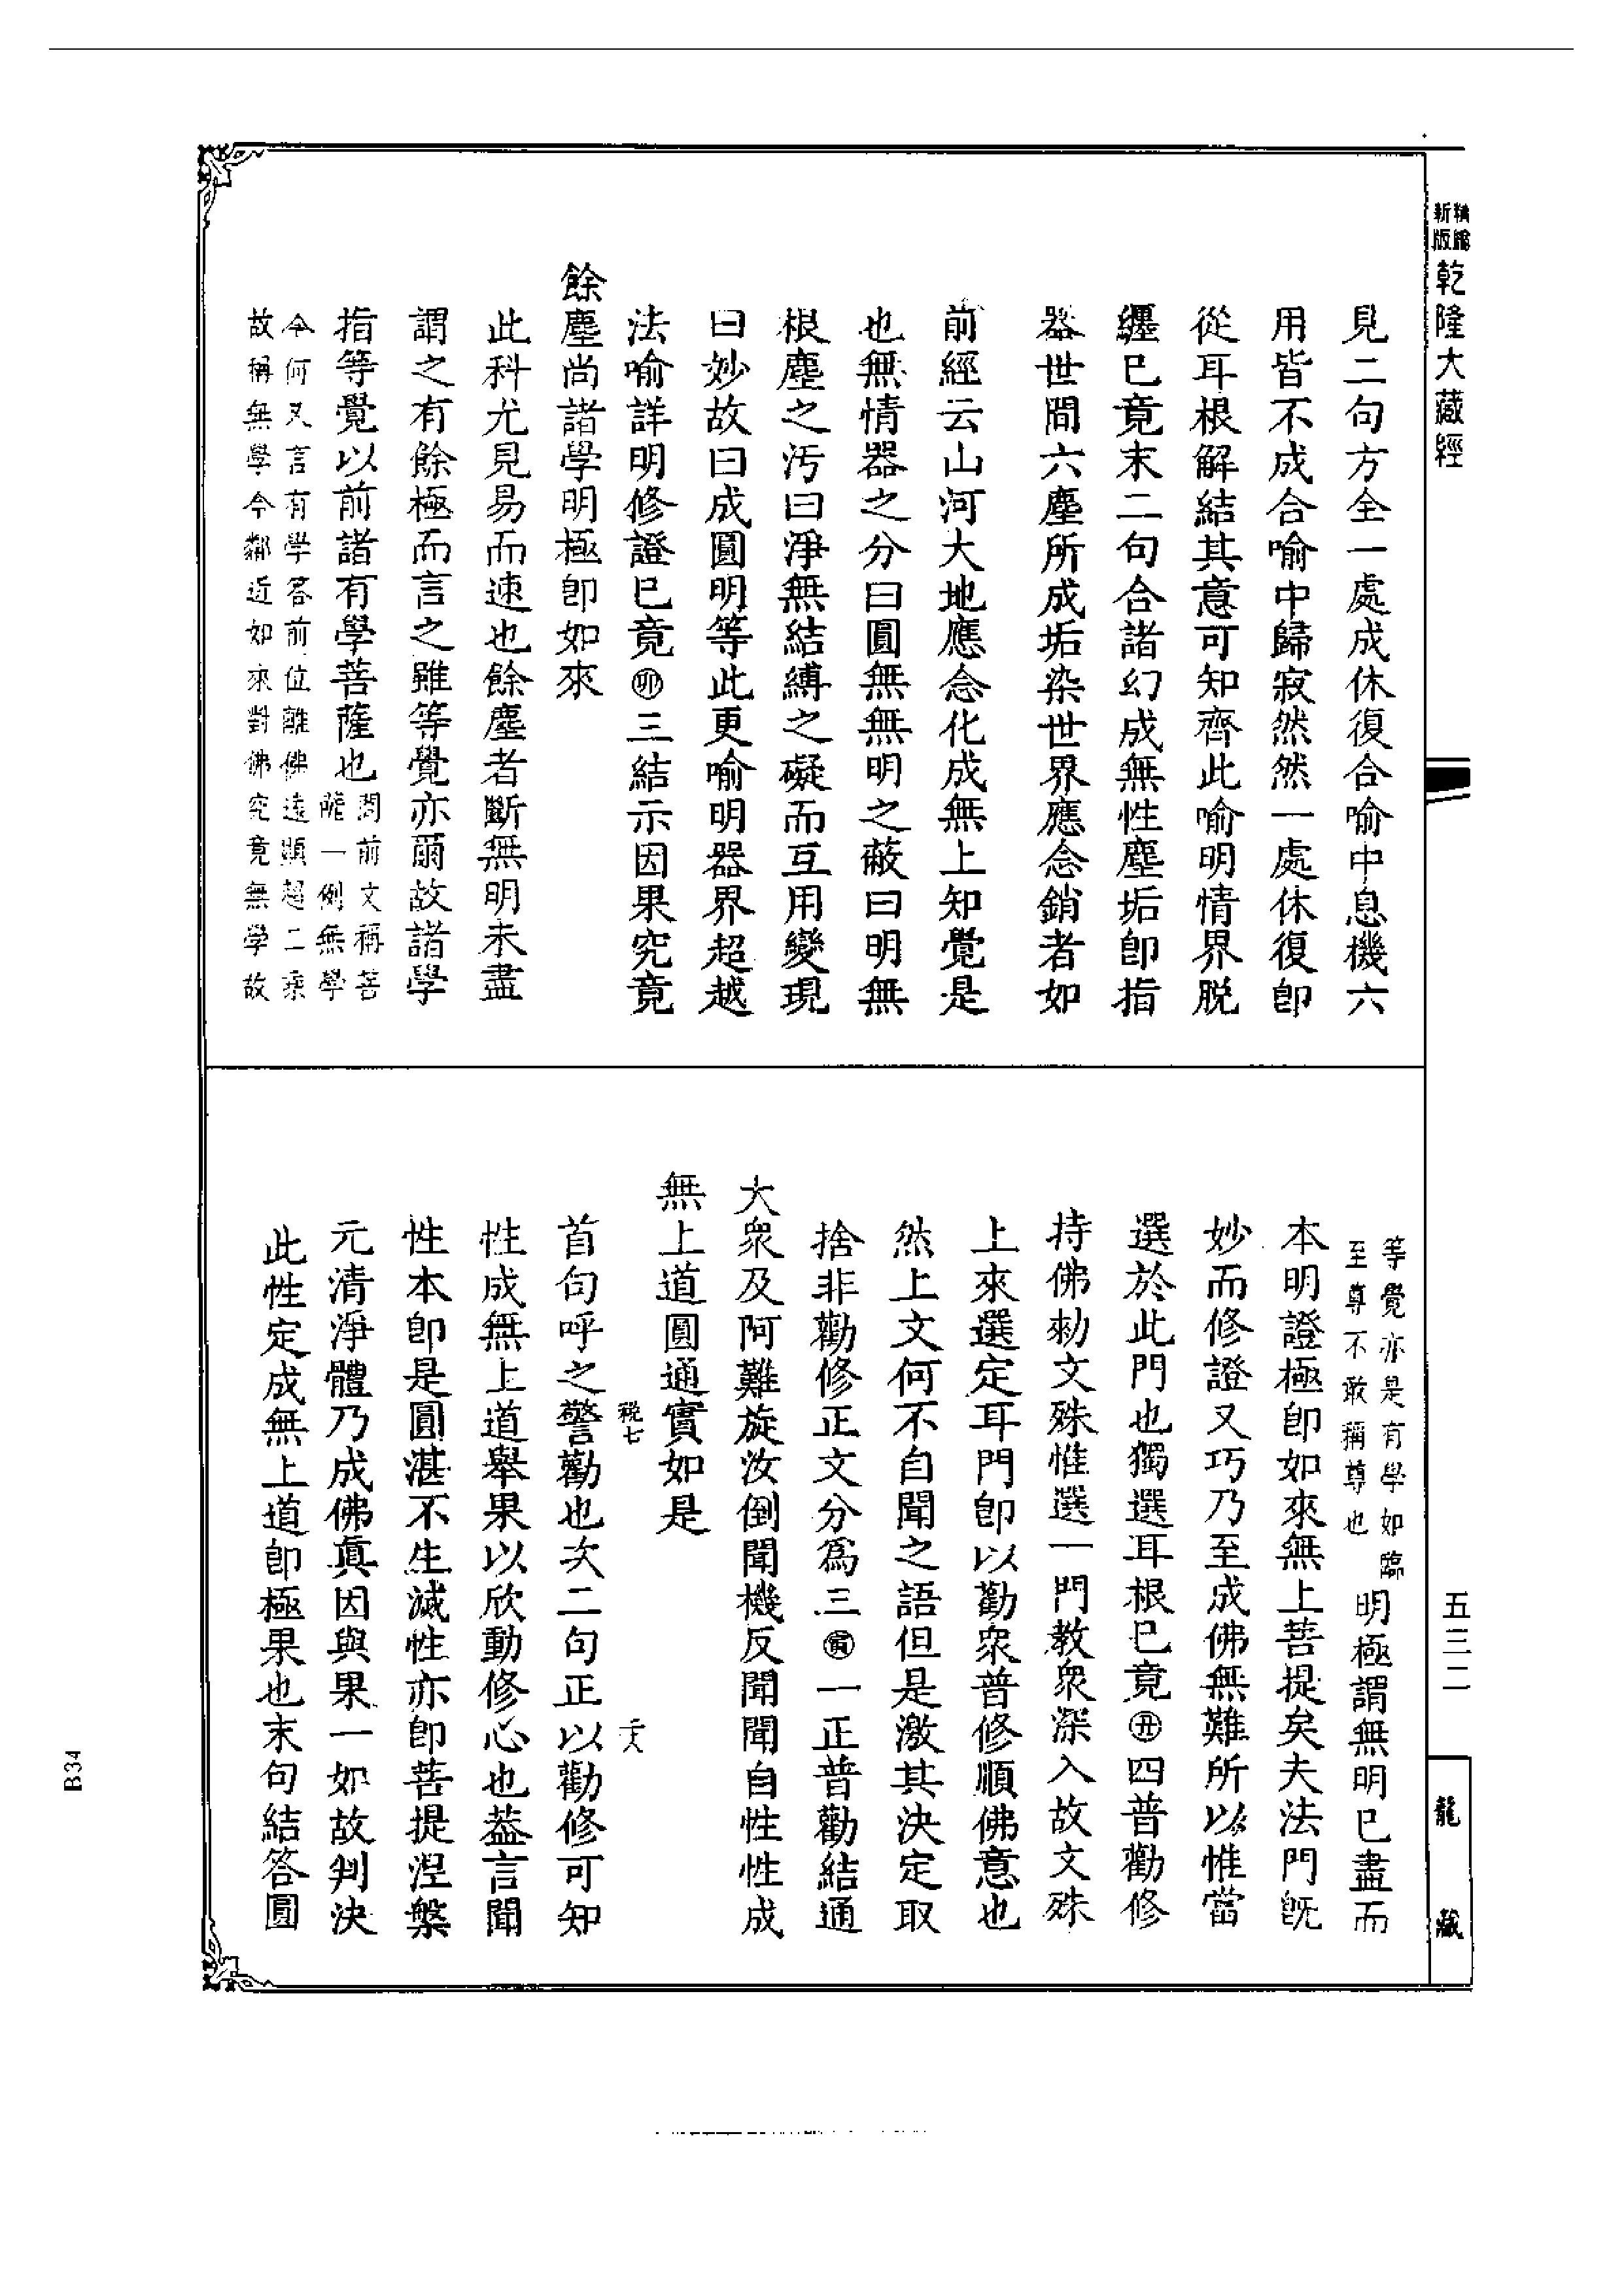 新版精繪乾隆大藏經
見二句方全一處成休復合喻中息機六
用皆不成合喻中歸寂然然一處休復即
從耳根解結其意可知齊此喻明情界脫
纏已竟末二句合諸幻成無性塵垢即指
器世間六塵所成垢染世界應念銷者如
前經云山河大地應念化成無上知覺是
也無情器之分曰圓無無明之蔽曰明無
根塵之污曰淨無結縛之礙而互用變現
曰妙故曰成圓明等此更喻明器界超越
法喻詳明修證已竟㊞三結示因果究竟
餘塵尚諸學明極即如來
此科尤見易而速也餘塵者斷無明未盡
謂之有餘極而言之雖等覺亦爾故諸學
指等覺以前諸有學菩薩也
問前文稱菩
薩一例無學
今何又言有學答前位離佛遠顯超二乘
故稱無學今鄰近如來對佛究竟無學故
等覺亦是有學如臨
至尊不敢稱尊也
明極謂無明已盡而
本明證極即如來無上菩提矣夫法門既
妙而修證又巧乃至成佛無難所以惟當
選於此門也獨選耳根已竟㊞四普勸修
持佛勑文殊惟選一門教衆深入故文殊
上來選定耳門即以勸衆普修順佛意也
然上文何不自聞之語但是激其決定取
捨非勸修正文分爲三㊞一正普勸結通
大衆及阿難旋汝倒聞機反聞聞自性性成
無上道圓通實如是
稅七
二十八
首句呼之警勸也次二句正以勸修可知
性成無上道舉果以欣動修心也葢言聞
性本即是圓湛不生滅性亦即菩提涅槃
元清淨體乃成佛真因與果一如故判決
此性定成無上道即極果也末句結答圓
五三二
龍藏
B34